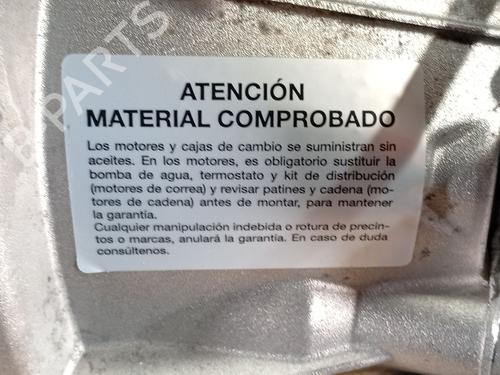 ATENCIÓN
MATERIAL COMPROBADO
Los motores y cajas de cambio se suministran sin
aceites. En los motores, es obligatorio sustituir la
bomba de agua, termostato y kit de distribución
(motores de correa) y revisar patines y cadena (mo-
tores de cadena) antes de montar, para mantener
la garantía.
Cualquier manipulación indebida o rotura de precin-
tos o marcas, anulará la garantía. En caso de duda
consúltenos.
B-PARTS